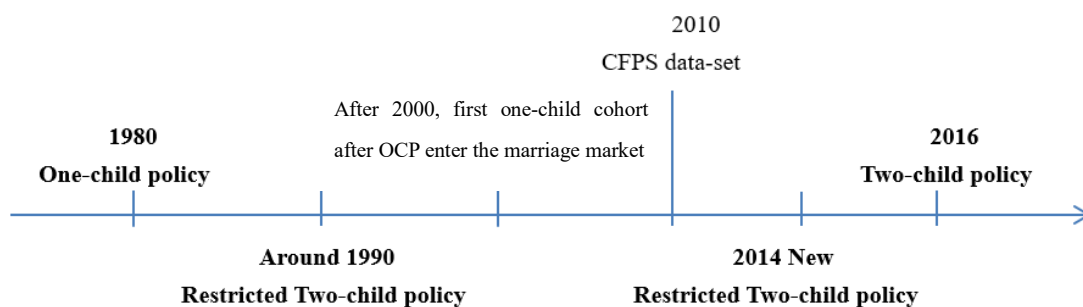 2010
CFPS data-set
After 2000, first one-child cohort
after OCP enter the marriage market
1980
One-child policy
2016
Two-child policy
Around 1990
Restricted Two-child policy
2014 New
Restricted Two-child policy